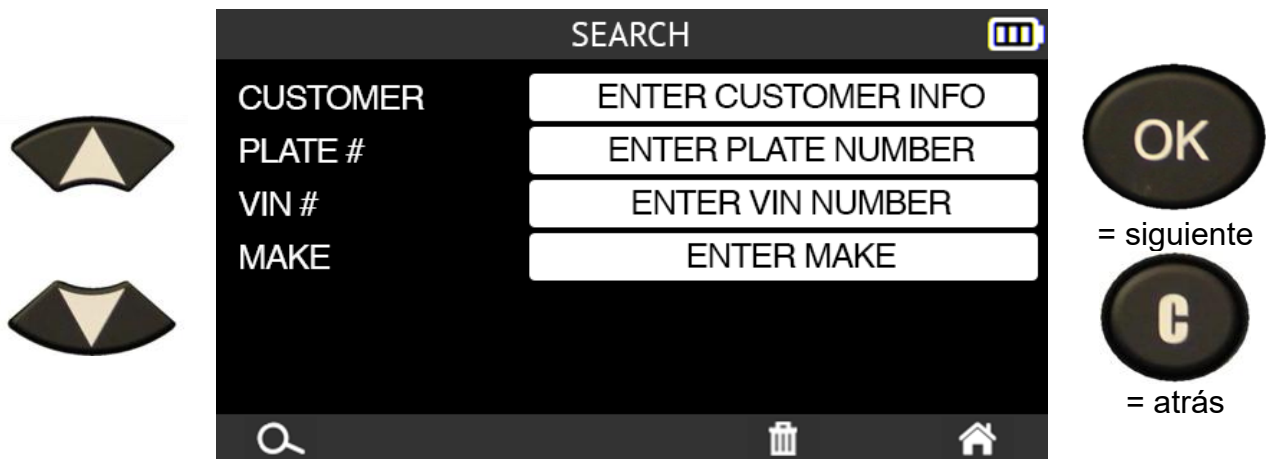 SEARCH
CUSTOMER ENTER CUSTOMER INFO
PLATE # ENTER PLATE NUMBER
VIN # ENTER VIN NUMBER
MAKE ENTER MAKE
OK
= siguiente
C
= atrás